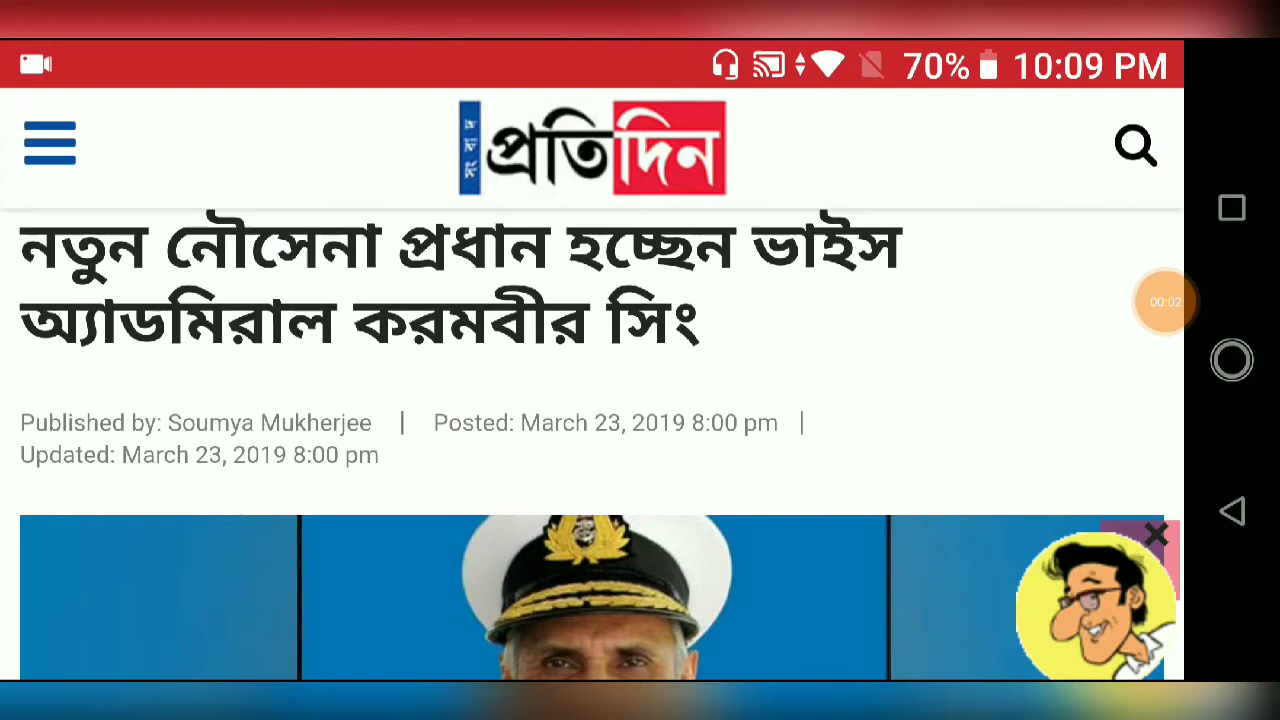 70% 10:09 PM
সংবাদ প্রতিদিন
নতুন নৌসেনা প্রধান হচ্ছেন ভাইস
অ্যাডমিরাল করমবীর সিং
00:02
Published by: Soumya Mukherjee | Posted: March 23, 2019 8:00 pm |
Updated: March 23, 2019 8:00 pm